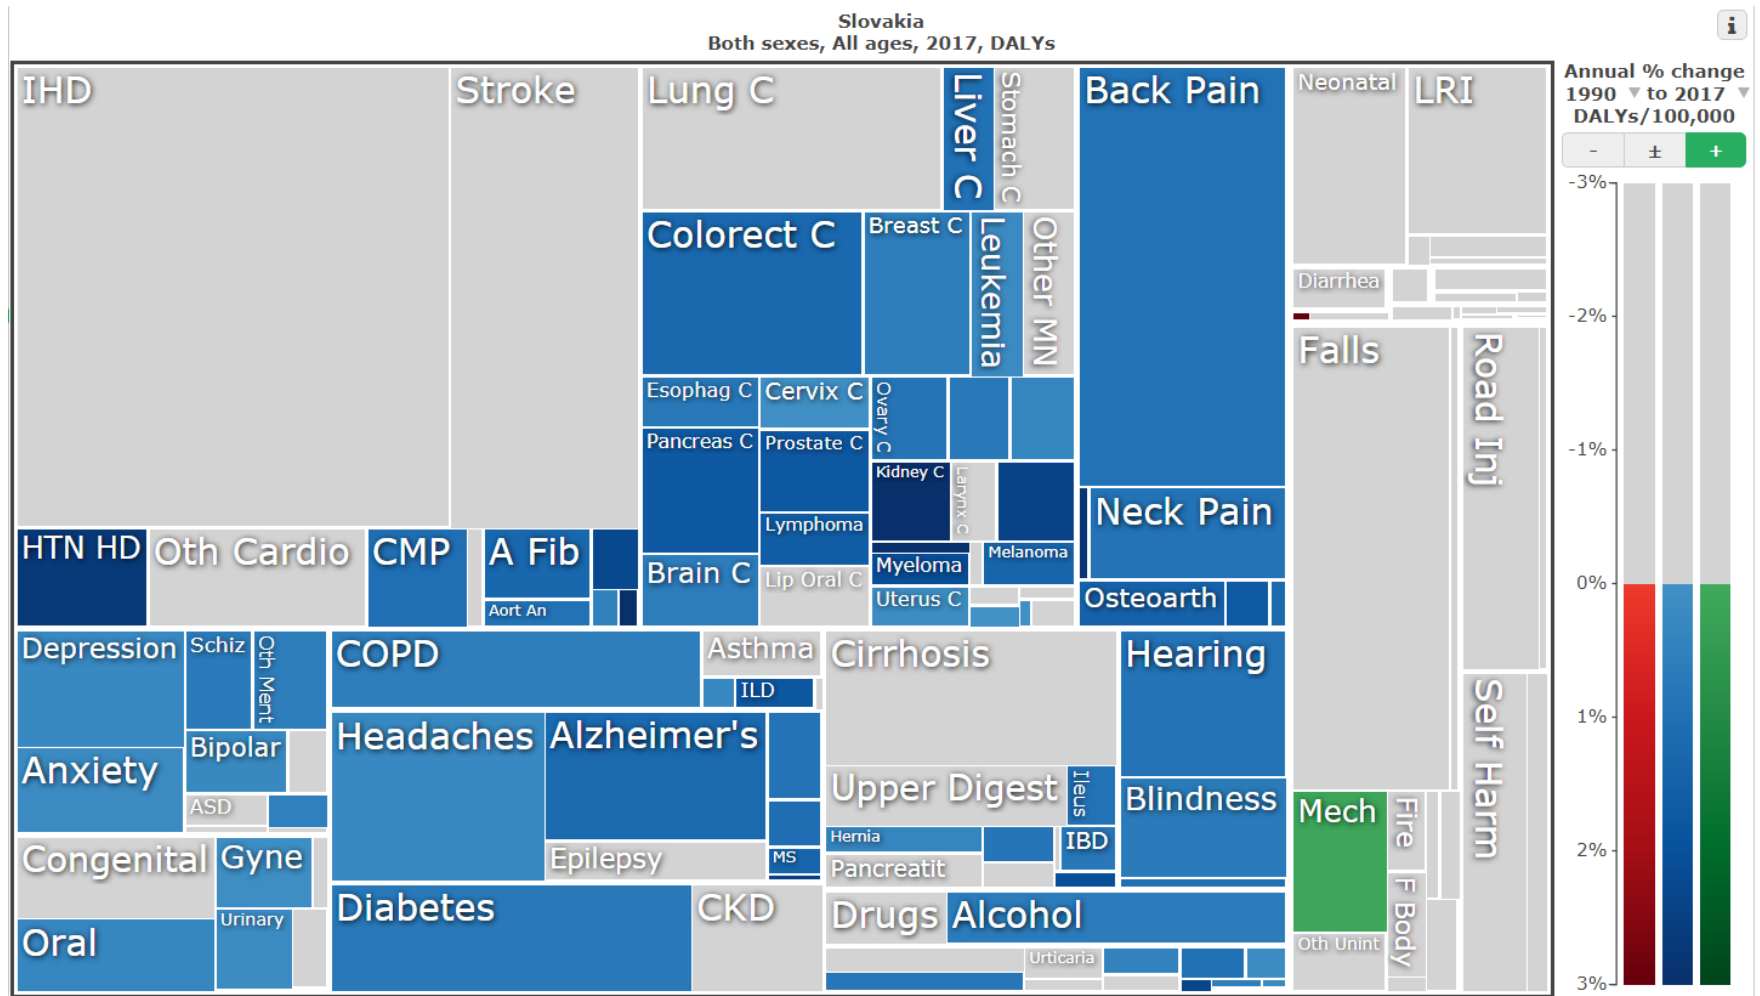 Slovakia
Both sexes, All ages, 2017, DALYs
i
Annual % change
1990 ▼ to 2017 ▼
DALYs/100,000
- ± +
-3%
-2%
-1%
0%
1%
2%
3%
IHD
Stroke
HTN HD
Oth Cardio
CMP
A Fib
Aort An
Lung C
Liver C
Stomach C
Colorect C
Breast C
Leukemia
Other MN
Esophag C
Cervix C
Ovary C
Pancreas C
Prostate C
Kidney C
Larynx C
Lymphoma
Myeloma
Melanoma
Brain C
Lip Oral C
Uterus C
Back Pain
Neck Pain
Osteoarth
Neonatal
LRI
Diarrhea
Falls
Road Inj
Self Harm
Mech
Fire
F Body
Oth Unint
Depression
Schiz
Oth Ment
Anxiety
Bipolar
ASD
Congenital
Gyne
Oral
Urinary
COPD
Asthma
ILD
Headaches
Alzheimer's
Epilepsy
MS
Diabetes
CKD
Cirrhosis
Upper Digest
Ileus
Hernia
IBD
Pancreatit
Hearing
Blindness
Drugs
Alcohol
Urticaria